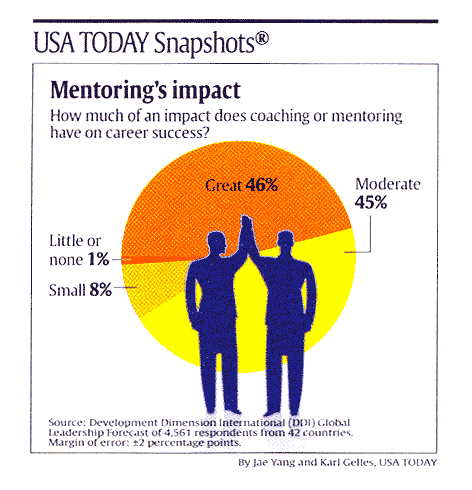 USA TODAY Snapshots®
Mentoring's impact
How much of an impact does coaching or mentoring
have on career success?
Great 46%
Moderate
45%
Little or
none 1%
Small 8%
Source: Development Dimension International (DDI) Global
Leadership Forecast of 4,561 respondents from 42 countries.
Margin of error: ±2 percentage points.
By Jae Yang and Karl Gelles, USA TODAY